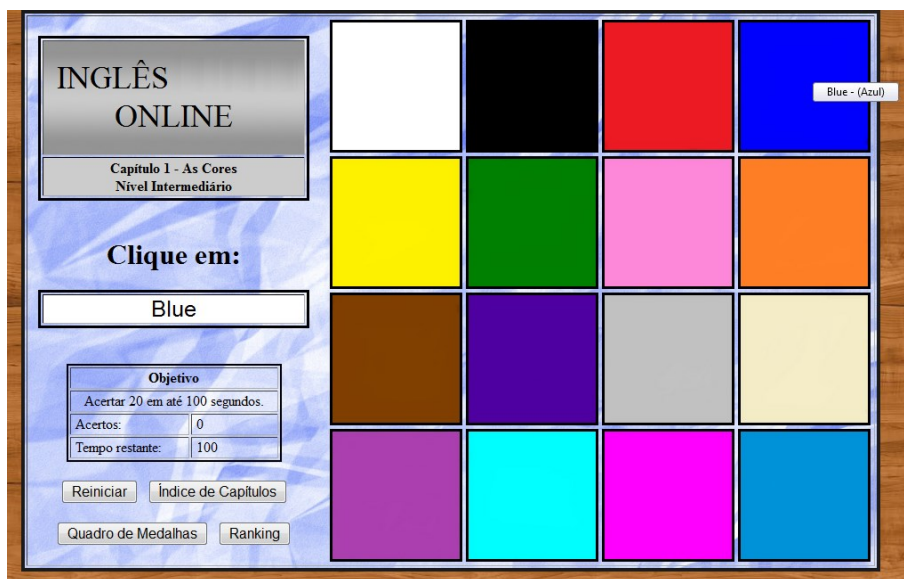 INGLÊS
ONLINE
Capítulo 1 - As Cores
Nível Intermediário
Clique em:
Blue
Objetivo
Acertar 20 em até 100 segundos.
Acertos: 0
Tempo restante: 100
Reiniciar Índice de Capítulos
Quadro de Medalhas Ranking
Blue - (Azul)